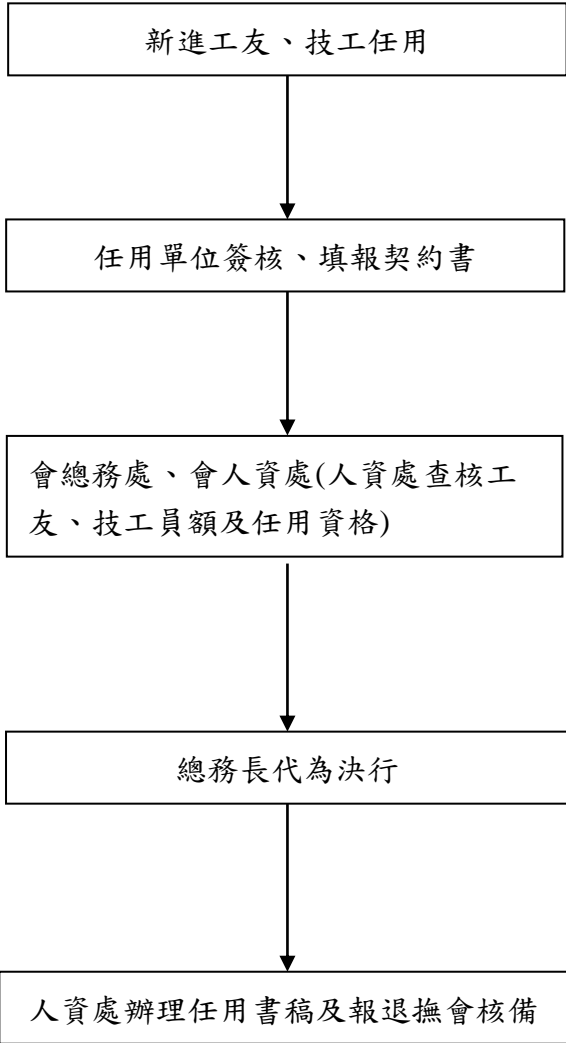 新進工友、技工任用
任用單位簽核、填報契約書
會總務處、會人資處(人資處查核工
友、技工員額及任用資格)
總務長代為決行
人資處辦理任用書稿及報退撫會核備